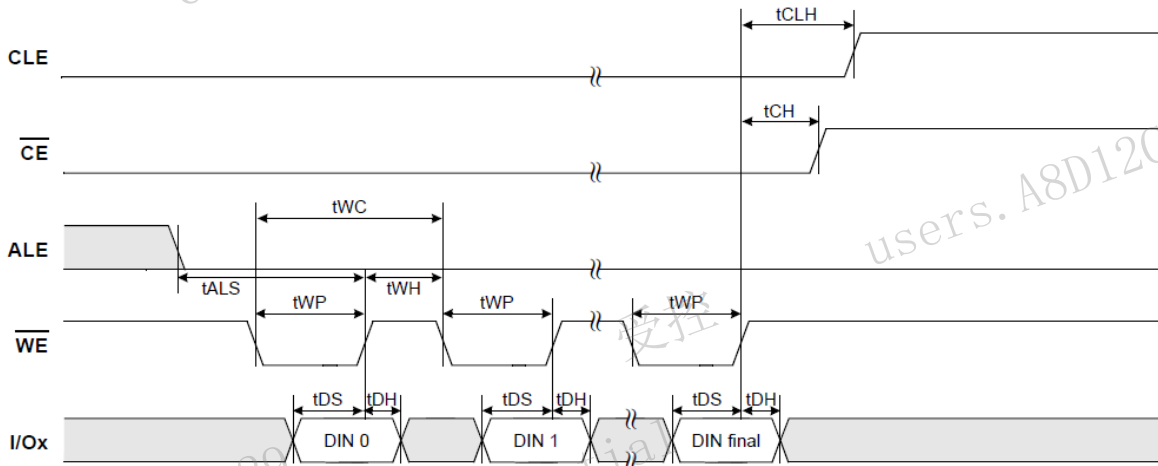 tCLH
CLE
tCH
CE
users.A8D12C
tWC
ALE
tALS
tWH
tWP
tWP
tWP
受控
WE
tDS
tDH
tDS
tDH
tDS
tDH
I/Ox
DIN 0
DIN 1
DIN final